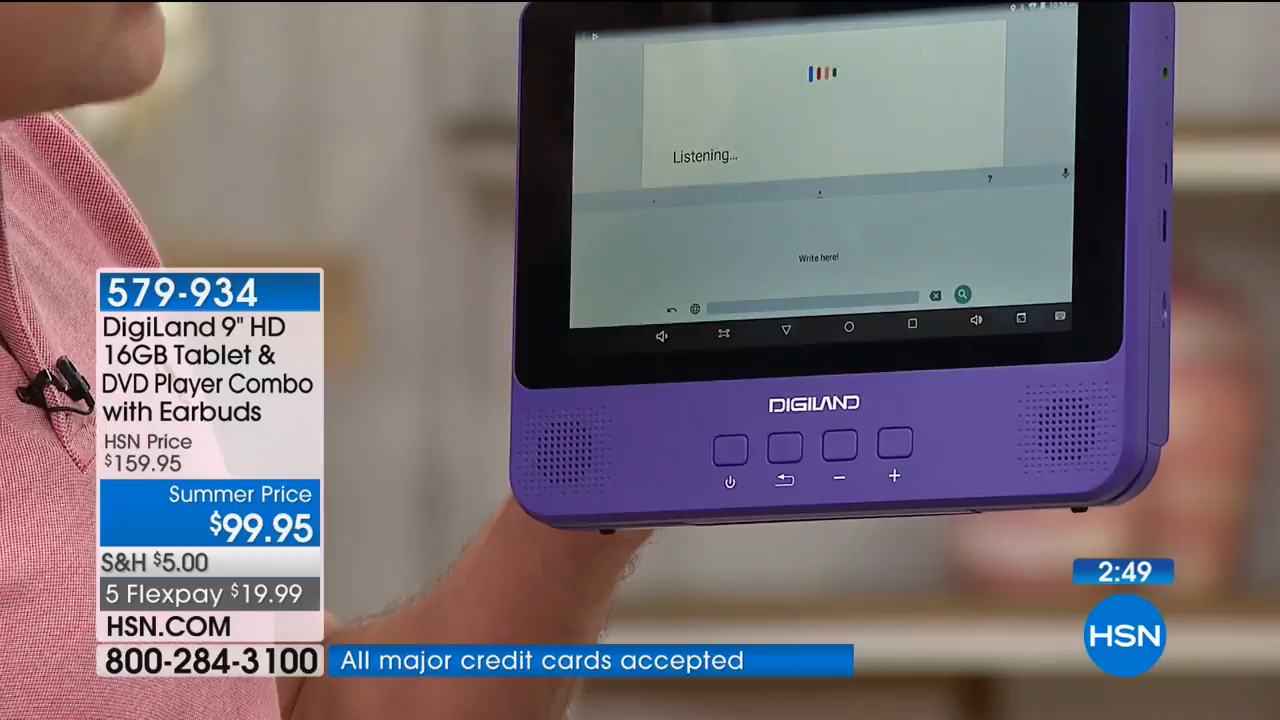 579-934
DigiLand 9" HD
16GB Tablet &
DVD Player Combo
with Earbuds
HSN Price
$159.95
Summer Price
$99.95
S&H $5.00
5 Flexpay $19.99
HSN.COM
800-284-3100
All major credit cards accepted
Listening...
?
Write here!
DIGILAND
2:49
HSN